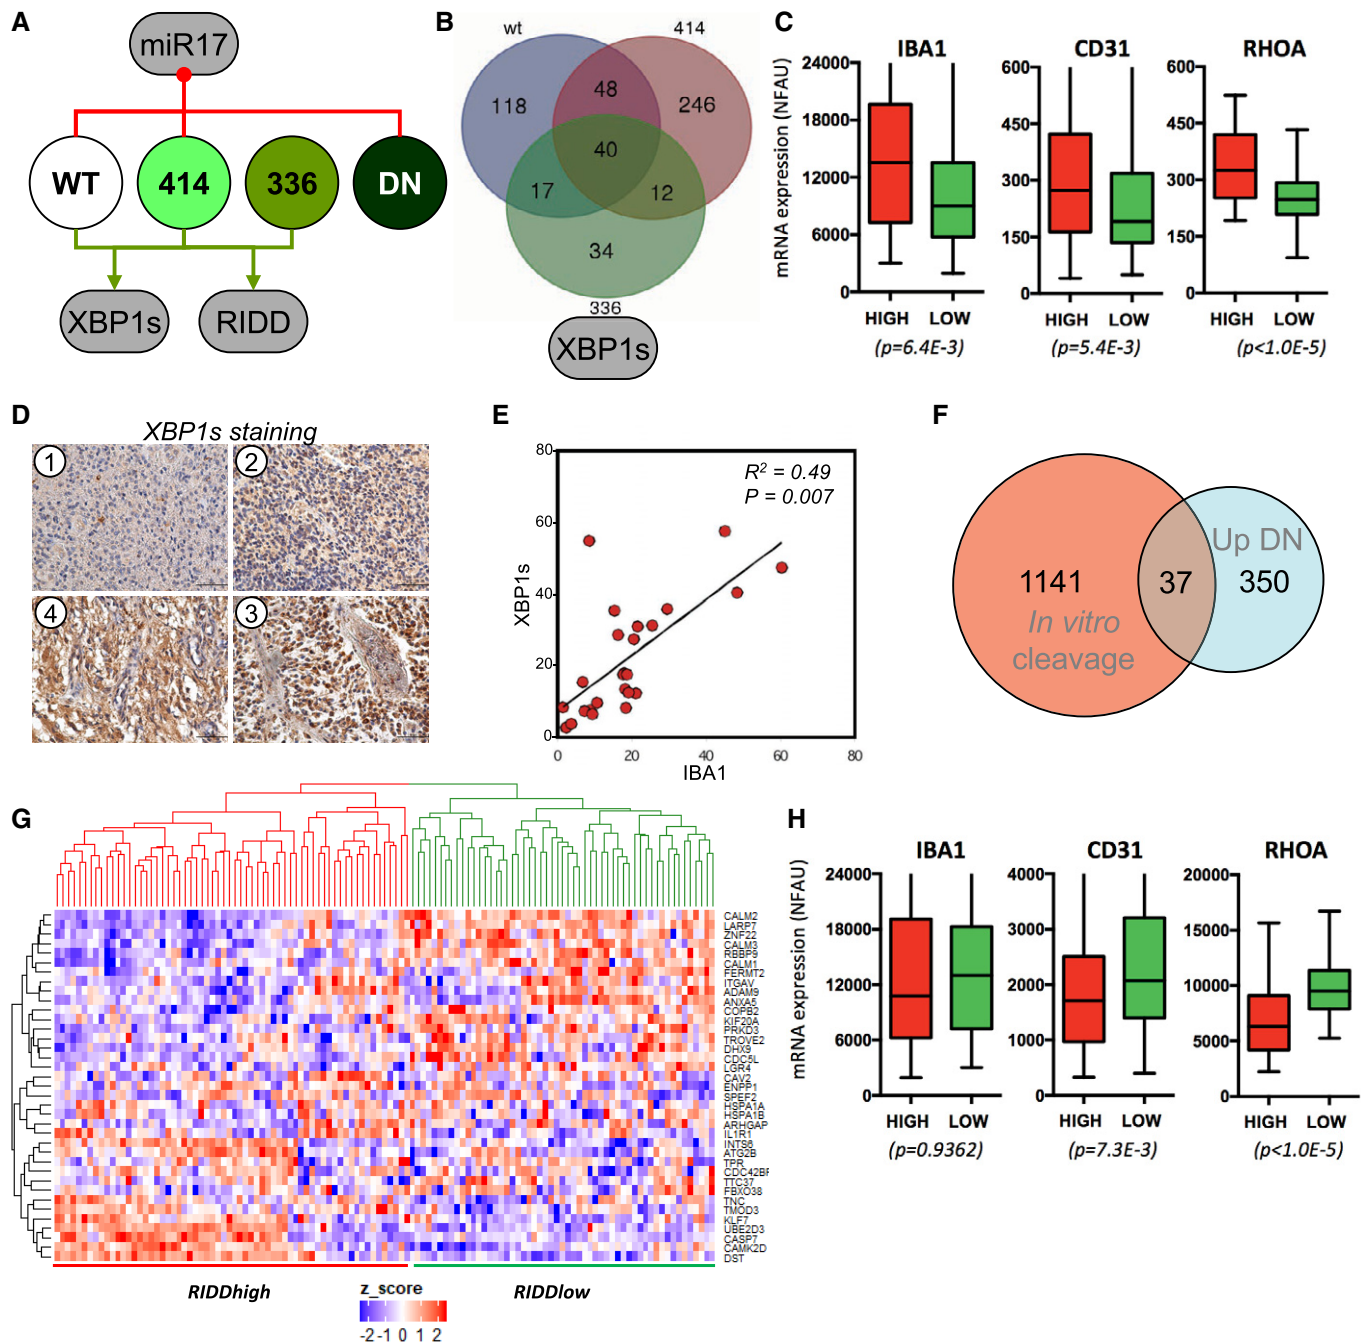 A
miR17
WT
414
336
DN
XBP1s
RIDD
B
wt
414
118
48
246
40
17
12
34
336
XBP1s
C
mRNA expression (NFAU)
IBA1
24000
18000
12000
6000
0
HIGH
LOW
(p=6.4E-3)
CD31
600
450
300
150
0
HIGH
LOW
(p=5.4E-3)
RHOA
600
450
300
150
0
HIGH
LOW
(p<1.0E-5)
D
XBP1s staining
1
2
4
3
E
XBP1s
80
60
40
20
0
R² = 0.49
P = 0.007
0
20
40
60
80
IBA1
F
1141
In vitro
cleavage
37
Up DN
350
G
CALM2
LARP7
ZNF22
CALM3
RBBP9
CALM1
FERMT2
ITGAV
ADAM9
ANXA5
COPB2
KIF20A
PRKD3
TROVE2
DHX9
CDC5L
LGR4
CAV2
ENPP1
SPEF2
HSPA1A
HSPA1B
ARHGAP
IL1R1
INTS6
ATG2B
TPR
CDC42BP
TTC37
FBXO38
TNC
TMOD3
KLF7
UBE2D3
CASP7
CAMK2D
DST
RIDDhigh
RIDDlow
z_score
-2 -1 0 1 2
H
mRNA expression (NFAU)
IBA1
24000
18000
12000
6000
0
HIGH
LOW
(p=0.9362)
CD31
4000
3000
2000
1000
0
HIGH
LOW
(p=7.3E-3)
RHOA
20000
15000
10000
5000
0
HIGH
LOW
(p<1.0E-5)